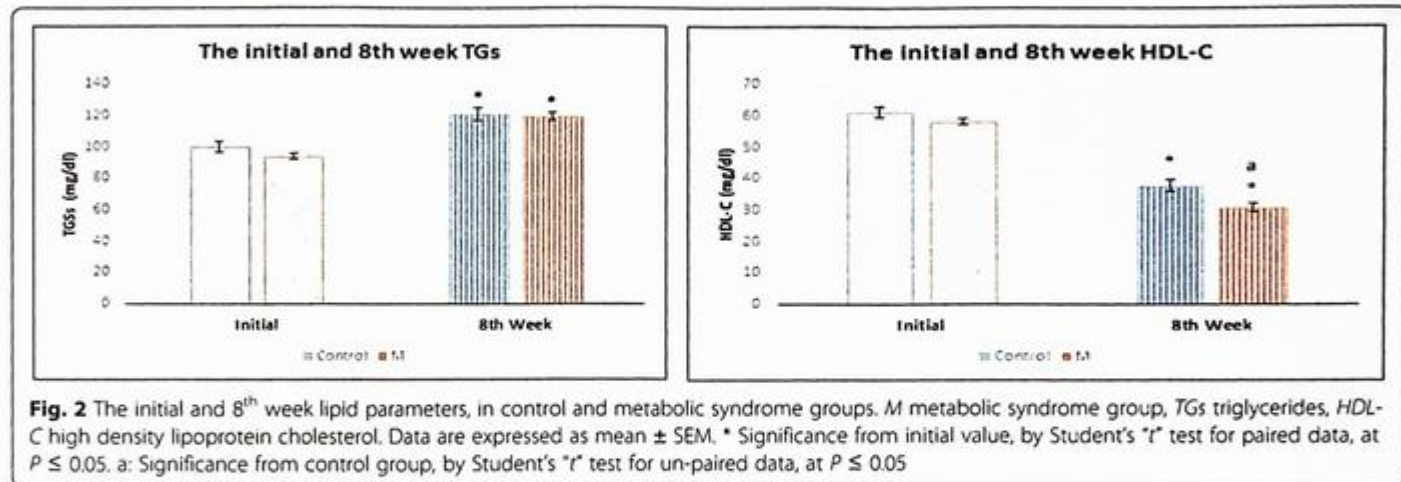 The initial and 8th week TGs
140
120
100
80
60
40
20
0
TGSs (mg/dl)
*
*
Initial
8th Week
Control M
The initial and 8th week HDL-C
70
60
50
40
30
20
10
0
HDL-C (mg/dl)
*
a
*
Initial
8th Week
Control M
Fig. 2 The initial and 8th week lipid parameters, in control and metabolic syndrome groups. M metabolic syndrome group, TGs triglycerides, HDL-
C high density lipoprotein cholesterol. Data are expressed as mean ± SEM. * Significance from initial value, by Student's "t" test for paired data, at
P ≤ 0.05. a: Significance from control group, by Student's "t" test for un-paired data, at P ≤ 0.05